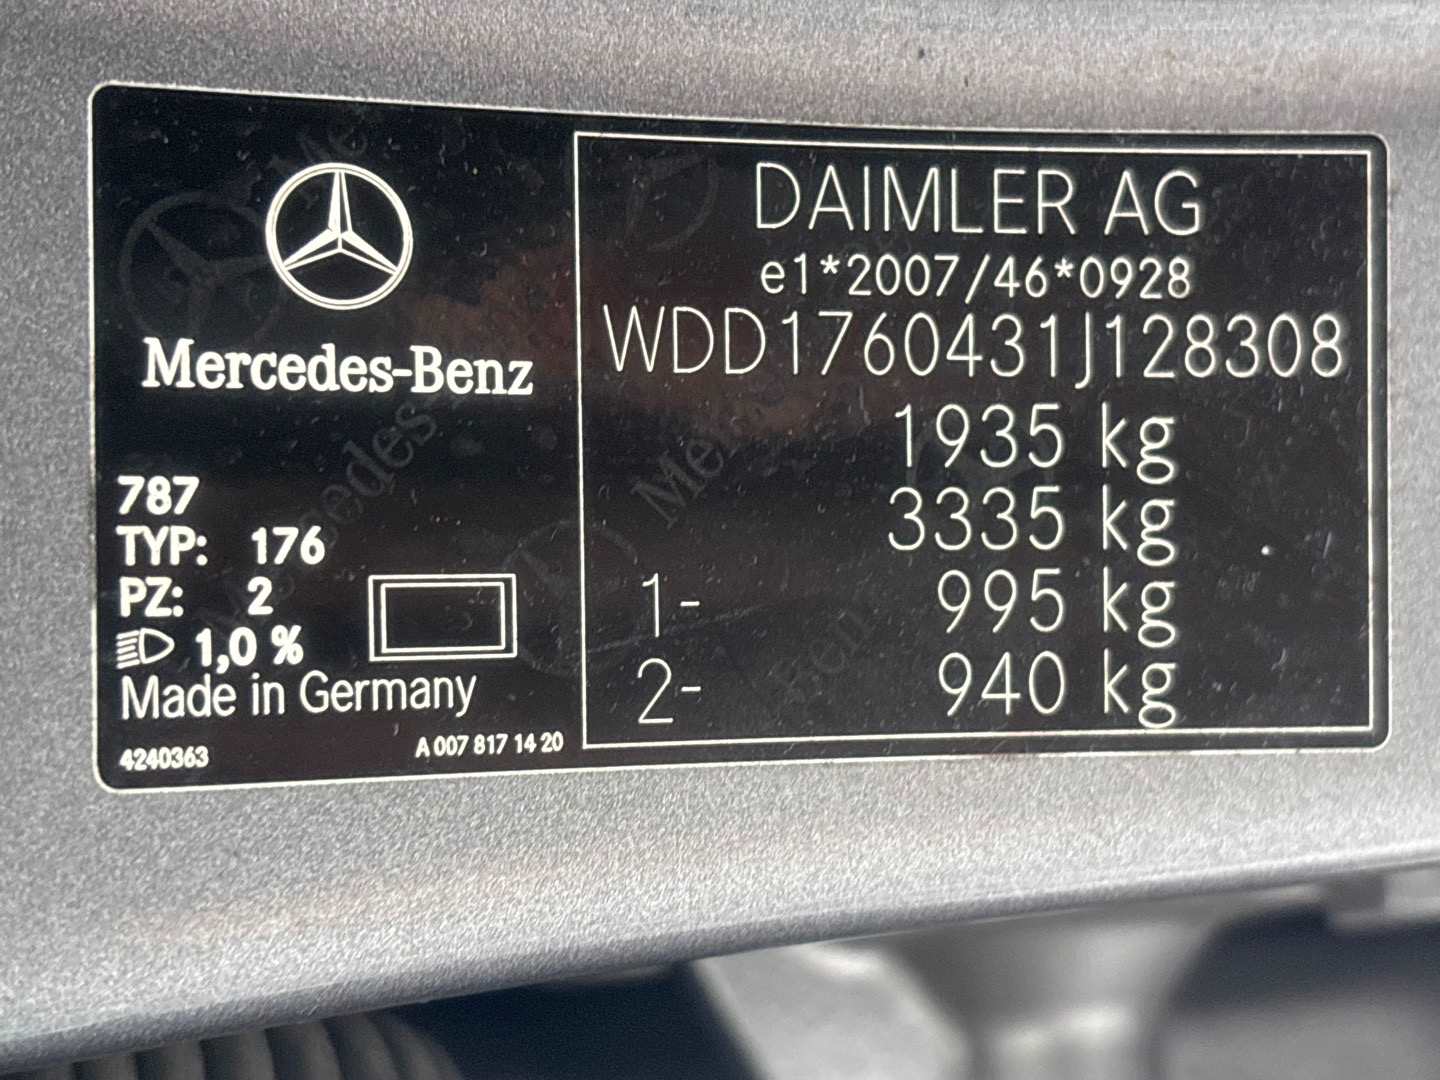 Mercedes-Benz
787
TYP: 176
PZ: 2
1,0 %
Made in Germany
4240363
A 007 817 14 20
DAIMLER AG
e1*2007/46*0928
WDD1760431J128308
1935 kg
3335 kg
1- 995 kg
2- 940 kg